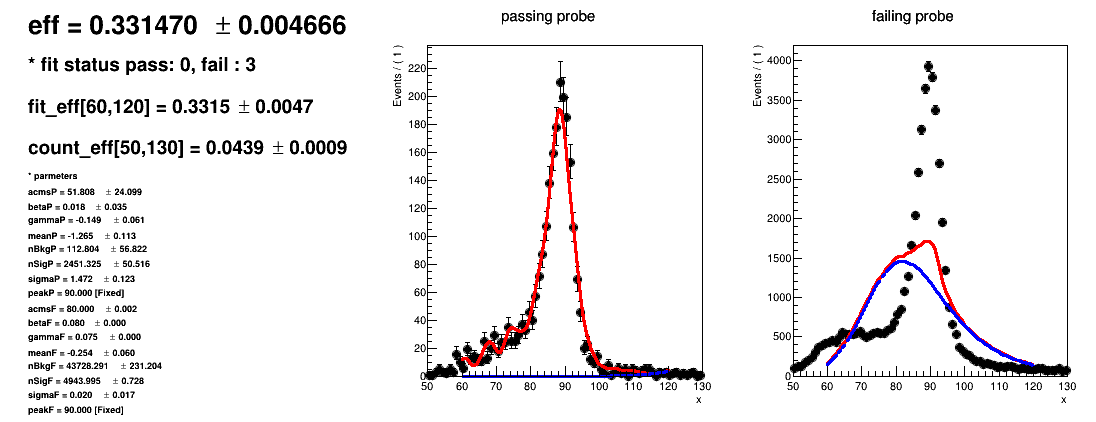 eff = 0.331470 ± 0.004666
* fit status pass: 0, fail : 3
fit_eff[60,120] = 0.3315 ± 0.0047
count_eff[50,130] = 0.0439 ± 0.0009
* parmeters
acmsP = 51.808 ± 24.099
betaP = 0.018 ± 0.035
gammaP = -0.149 ± 0.061
meanP = -1.265 ± 0.113
nBkgP = 112.804 ± 56.822
nSigP = 2451.325 ± 50.516
sigmaP = 1.472 ± 0.123
peakP = 90.000 [Fixed]
acmsF = 80.000 ± 0.002
betaF = 0.080 ± 0.000
gammaF = 0.075 ± 0.000
meanF = -0.254 ± 0.060
nBkgF = 43728.291 ± 231.204
nSigF = 4943.995 ± 0.728
sigmaF = 0.020 ± 0.017
peakF = 90.000 [Fixed]
passing probe
Events / ( 1 )
220
200
180
160
140
120
100
80
60
40
20
0
50 60 70 80 90 100 110 120 130
x
failing probe
Events / ( 1 )
4000
3500
3000
2500
2000
1500
1000
500
0
50 60 70 80 90 100 110 120 130
x